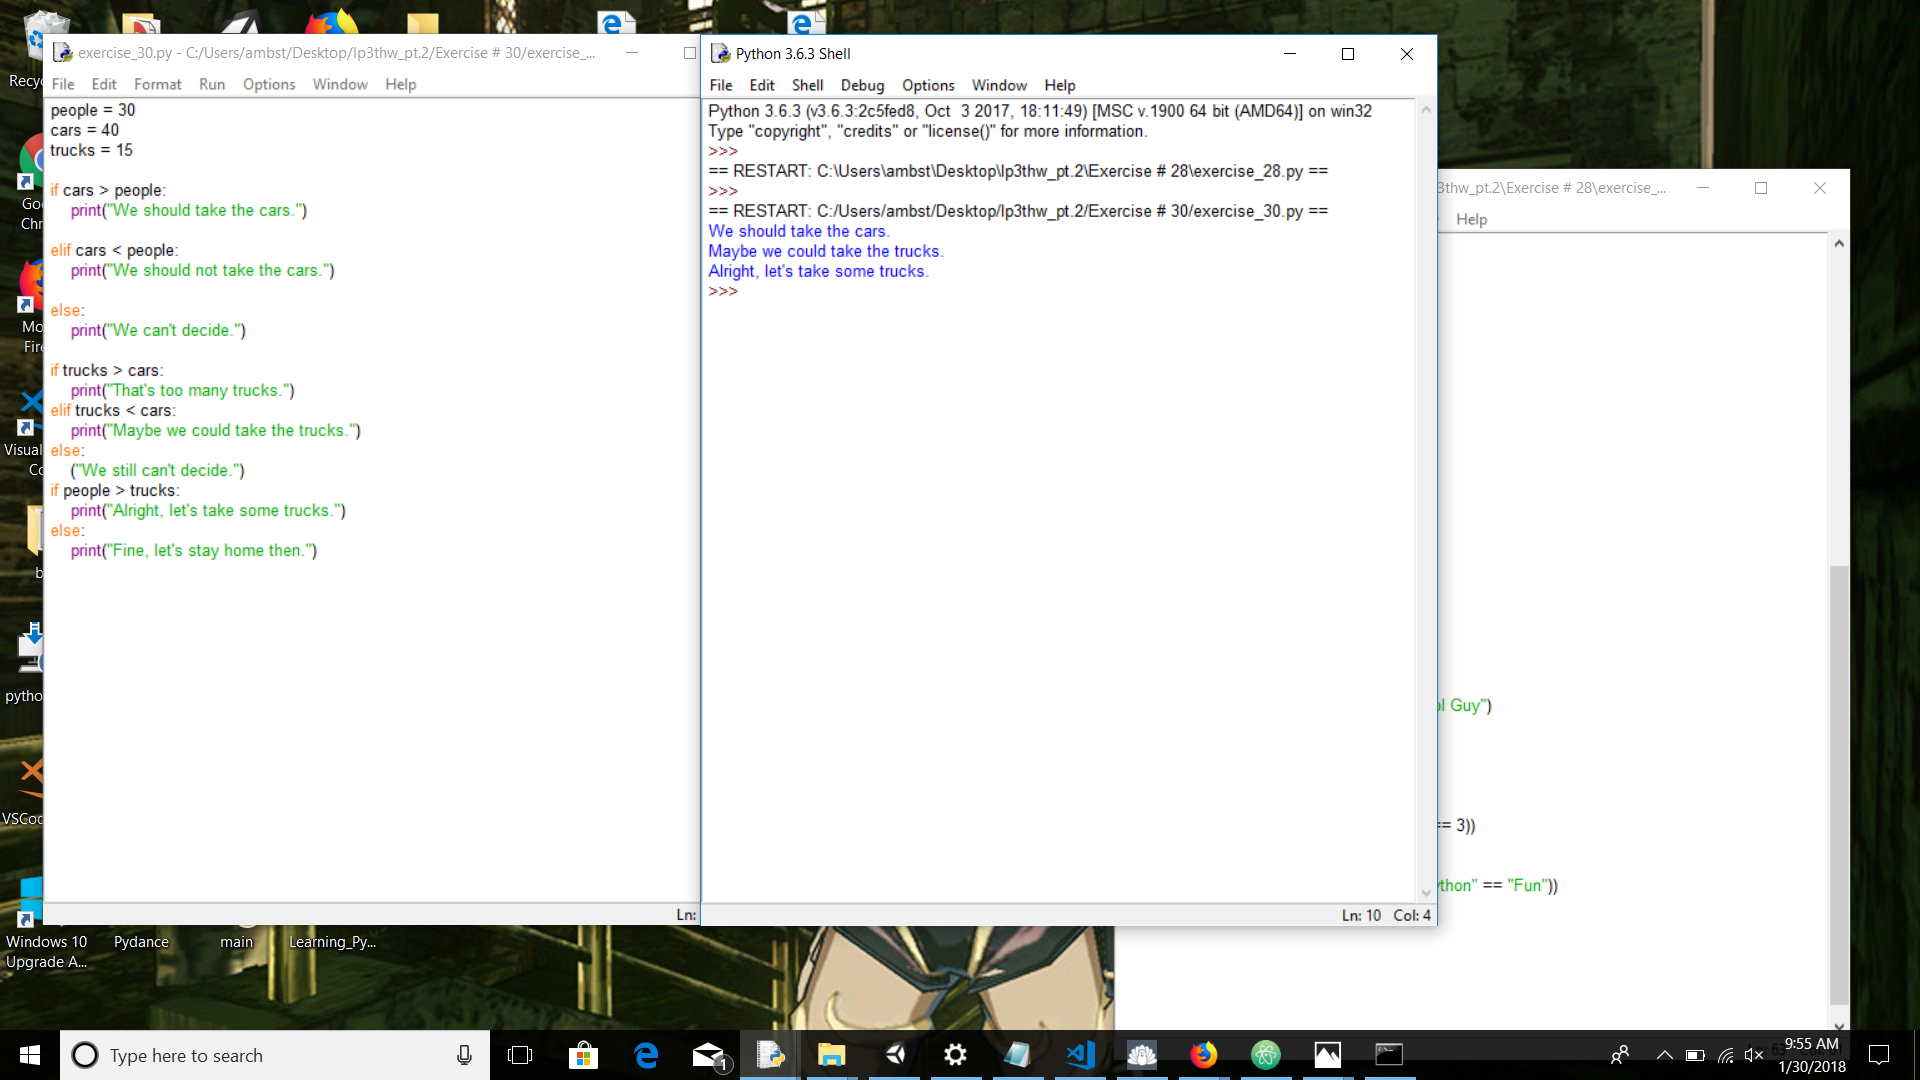 exercise_30.py - C:/Users/ambst/Desktop/lp3thw_pt.2/Exercise # 30/exercise_...
File Edit Format Run Options Window Help
people = 30
cars = 40
trucks = 15
if cars > people:
print("We should take the cars.")
elif cars < people:
print("We should not take the cars.")
else:
print("We can't decide.")
if trucks > cars:
print("That's too many trucks.")
elif trucks < cars:
print("Maybe we could take the trucks.")
else:
("We still can't decide.")
if people > trucks:
print("Alright, let's take some trucks.")
else:
print("Fine, let's stay home then.")
Ln:
Python 3.6.3 Shell
File Edit Shell Debug Options Window Help
Python 3.6.3 (v3.6.3:2c5fed8, Oct  3 2017, 18:11:49) [MSC v.1900 64 bit (AMD64)] on win32
Type "copyright", "credits" or "license()" for more information.
>>>
== RESTART: C:\Users\ambst\Desktop\lp3thw_pt.2\Exercise # 28\exercise_28.py ==
>>>
== RESTART: C:/Users/ambst/Desktop/lp3thw_pt.2/Exercise # 30/exercise_30.py ==
We should take the cars.
Maybe we could take the trucks.
Alright, let's take some trucks.
>>>
Ln: 10 Col: 4
3thw_pt.2\Exercise # 28\exercise_...
Help
ol Guy")
== 3))
ython" == "Fun"))
Recyc
Goo
Chr
Moz
Fire
Visual
Co
b
pytho
VSCod
Windows 10
Upgrade A...
Pydance
main
Learning_Py...
Type here to search
1
9:55 AM
1/30/2018